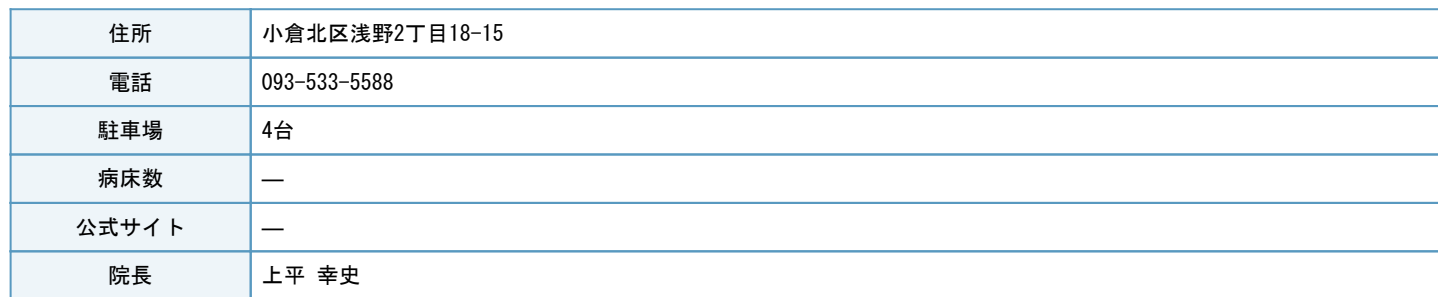 住所 小倉北区浅野2丁目18-15
電話 093-533-5588
駐車場 4台
病床数 —
公式サイト —
院長 上平 幸史